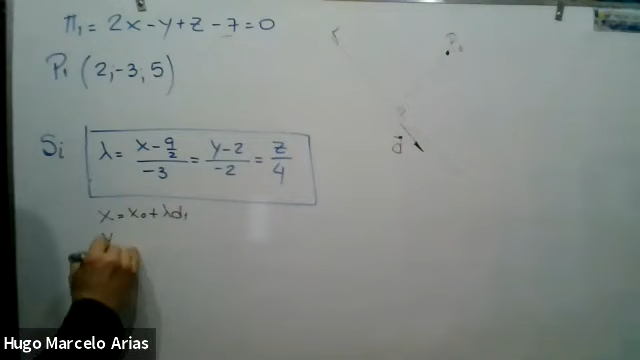 Π₁ = 2x - y + z - 7 = 0
P₁ (2, -3, 5)
Si λ = (x - 9/2)/-3 = (y - 2)/-2 = z/4
x = x₀ + λd₁
y
P₀
d
Hugo Marcelo Arias